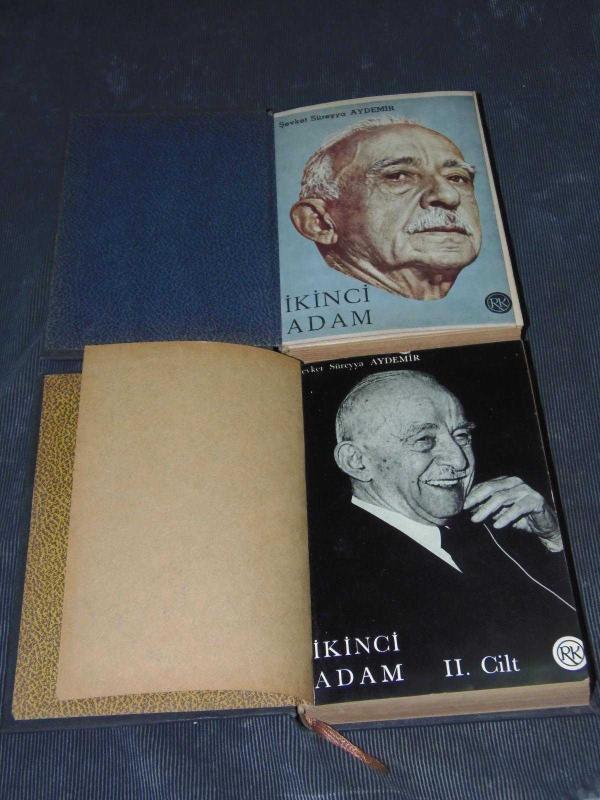 Şevket Süreyya AYDEMİR
İKİNCİ
ADAM
RK
evket Süreyya AYDEMİR
İKİNCİ
ADAM
II. Cilt
RK